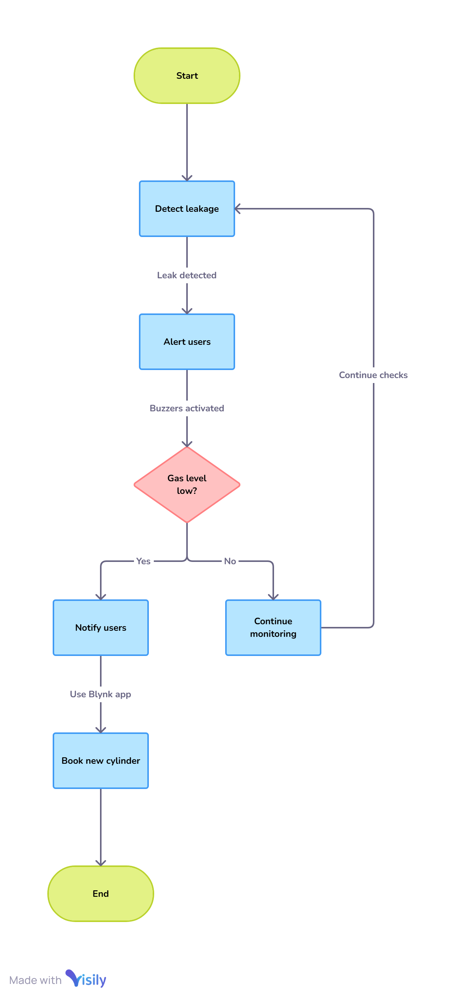 Start
Detect leakage
Leak detected
Alert users
Continue checks
Buzzers activated
Gas level
low?
Yes
No
Notify users
Continue
monitoring
Use Blynk app
Book new cylinder
End
Made with Visily